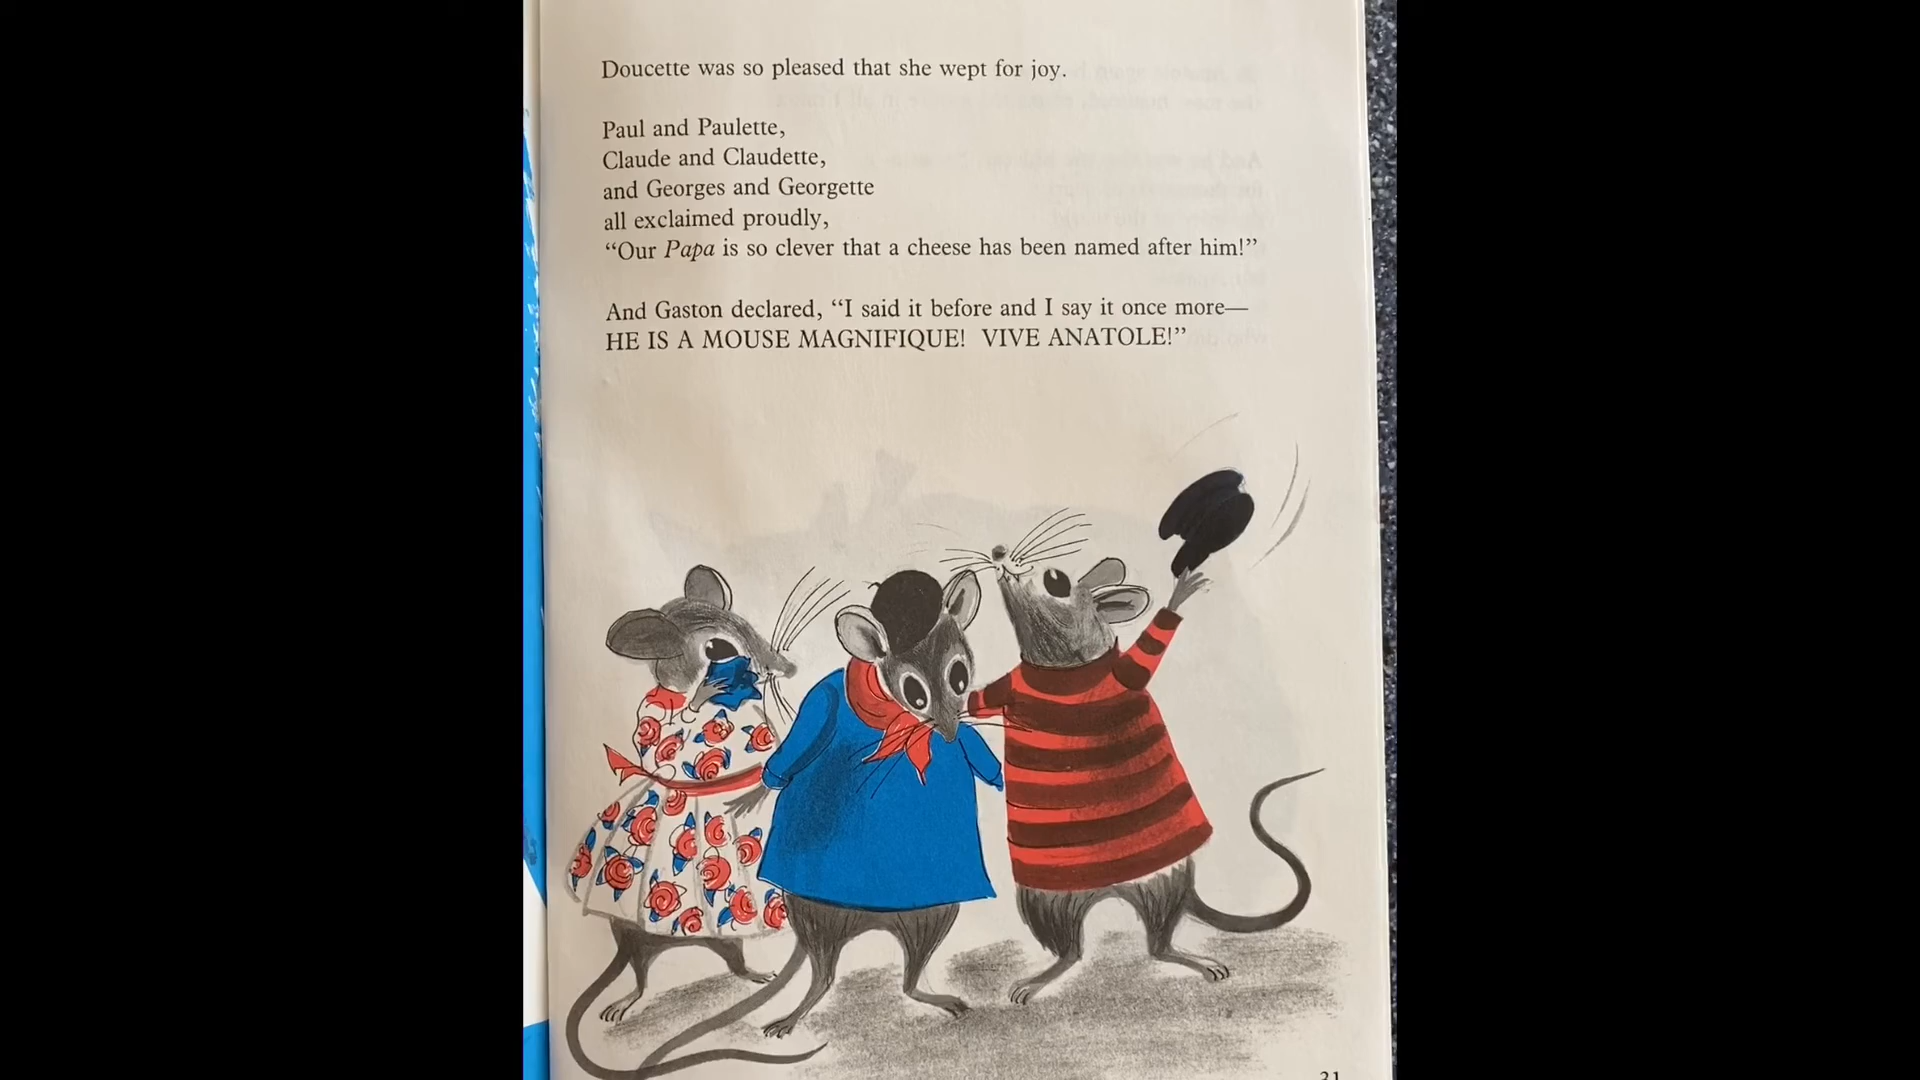 Doucette was so pleased that she wept for joy.
Paul and Paulette,
Claude and Claudette,
and Georges and Georgette
all exclaimed proudly,
“Our Papa is so clever that a cheese has been named after him!”
And Gaston declared, “I said it before and I say it once more—
HE IS A MOUSE MAGNIFIQUE! VIVE ANATOLE!”
31